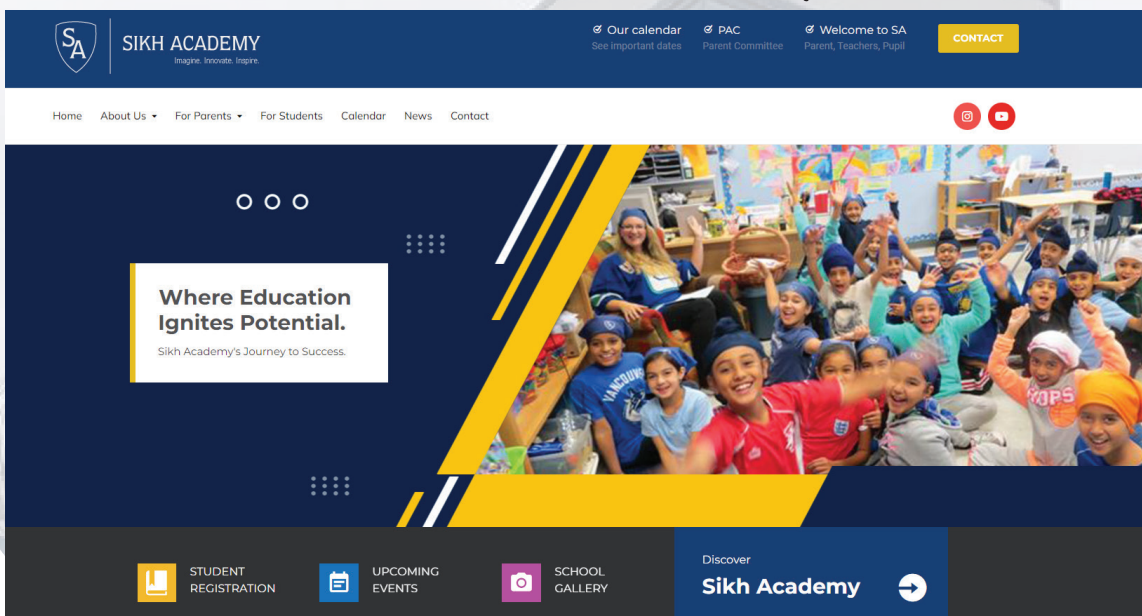 SA
SIKH ACADEMY
Imagine. Innovate. Inspire.
Our calendar
See important dates
PAC
Parent Committee
Welcome to SA
Parent, Teachers, Pupil
CONTACT
Home About Us For Parents For Students Calendar News Contact
Where Education
Ignites Potential.
Sikh Academy's Journey to Success.
VANCOUVER
HOPS
STUDENT
REGISTRATION
UPCOMING
EVENTS
SCHOOL
GALLERY
Discover
Sikh Academy